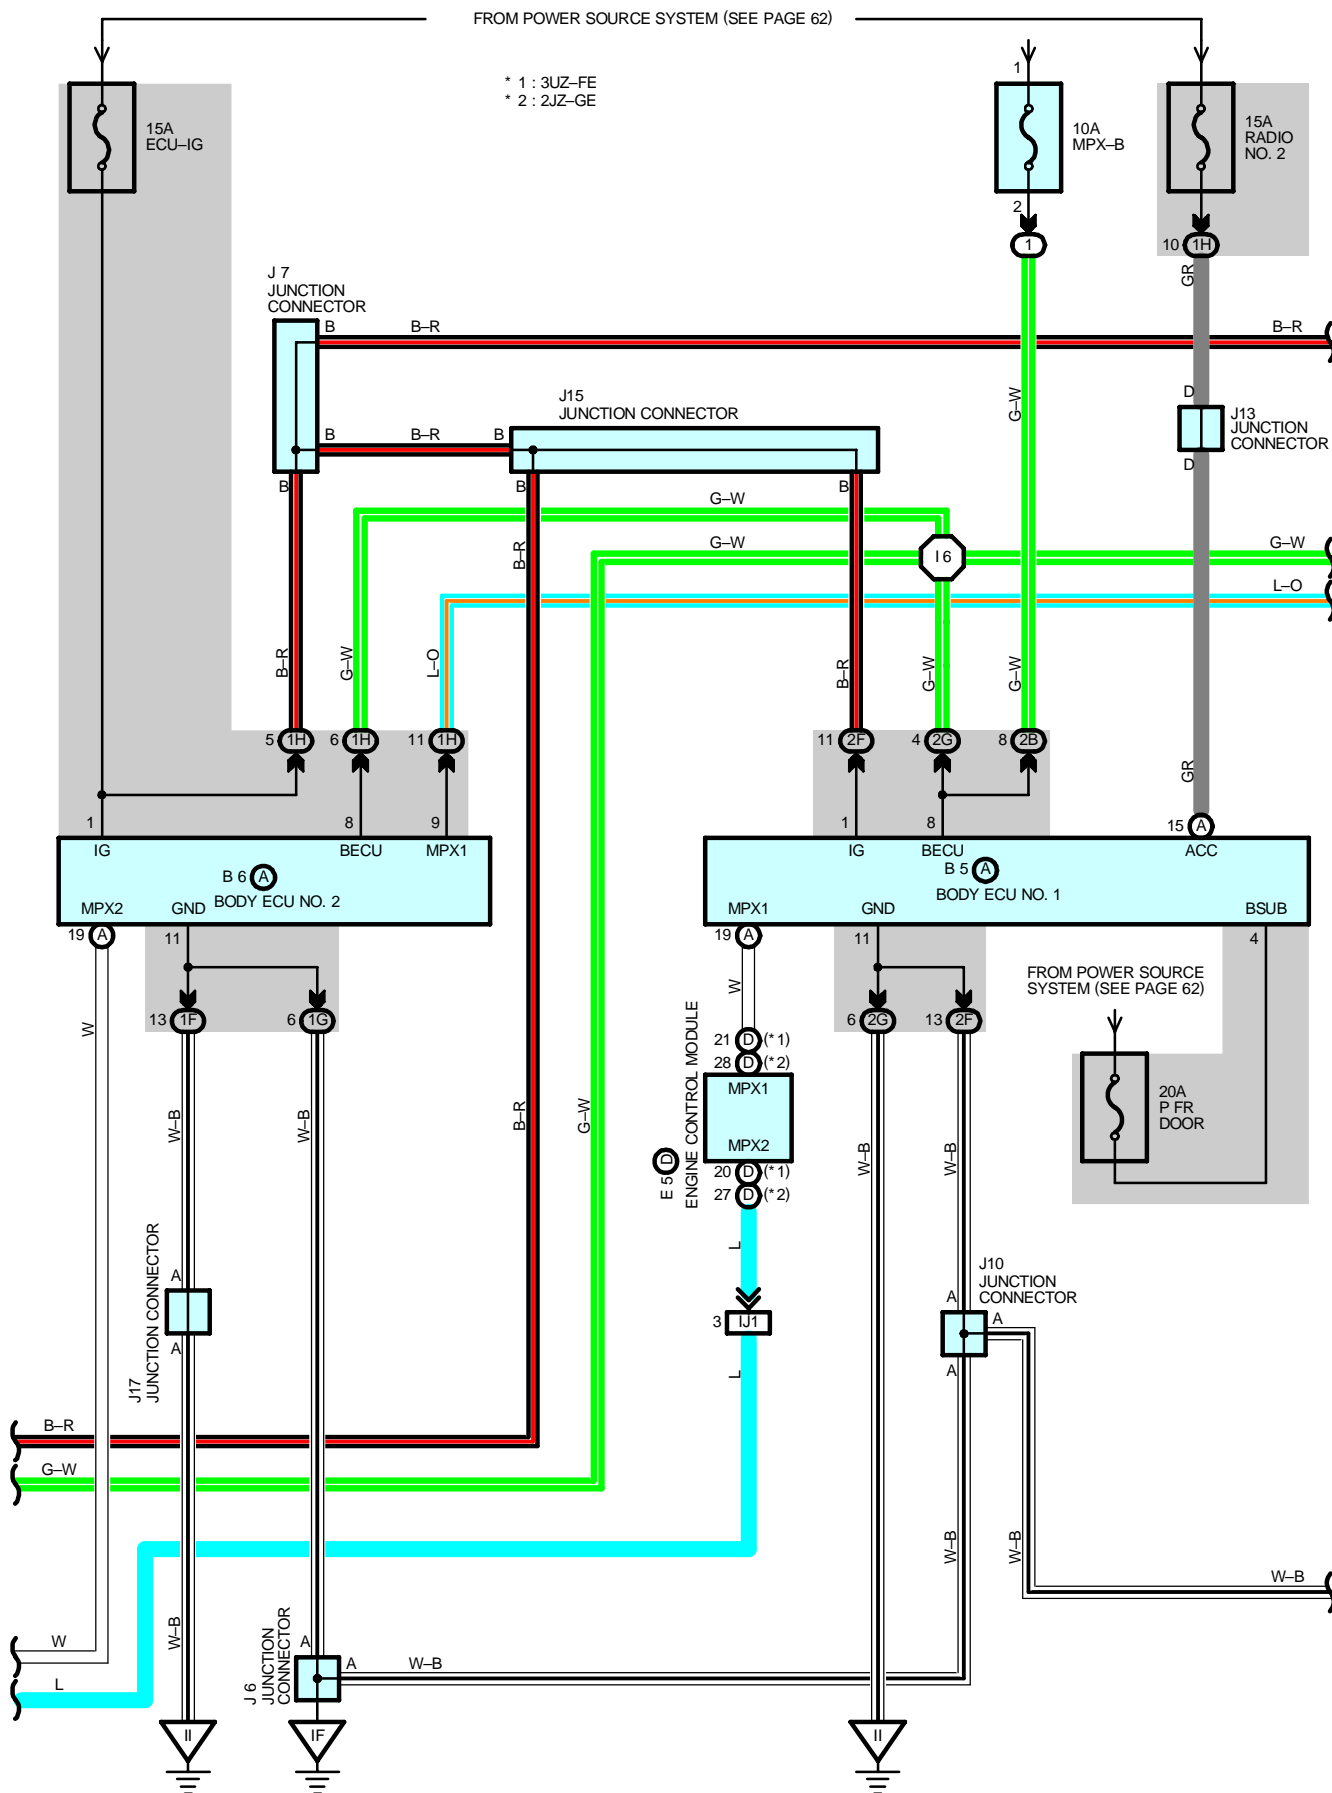 FROM POWER SOURCE SYSTEM (SEE PAGE 62)
* 1 : 3UZ–FE
* 2 : 2JZ–GE
15A
ECU–IG
1
10A
MPX–B
2
1
15A
RADIO
NO. 2
10 1H
GR
J 7
JUNCTION
CONNECTOR
B
B–R
B–R
J15
JUNCTION CONNECTOR
B
B–R
B
G–W
D
J13
JUNCTION
CONNECTOR
D
B
B
B
G–W
G–W
G–W
B–R
I 6
L–O
B–R
G–W
L–O
B–R
G–W
G–W
5 1H
6 1H
11 1H
11 2F
4 2G
8 2B
GR
1
8
9
1
8
15 A
IG
BECU
MPX1
B 6 A
BODY ECU NO. 2
MPX2
GND
IG
BECU
ACC
B 5 A
BODY ECU NO. 1
MPX1
GND
BSUB
19 A
11
19 A
11
4
W
W
FROM POWER SOURCE
SYSTEM (SEE PAGE 62)
13 1F
6 1G
6 2G
13 2F
21 D (* 1)
28 D (* 2)
MPX1
MPX2
E 5 D
ENGINE CONTROL MODULE
20 D (* 1)
27 D (* 2)
20A
P FR
DOOR
W–B
W–B
B–R
G–W
W–B
W–B
L
J17
JUNCTION CONNECTOR
A
A
3 IJ1
L
J10
JUNCTION
CONNECTOR
A
A
A
B–R
G–W
W–B
W–B
W–B
W–B
W
L
J 6
JUNCTION
CONNECTOR
A
A
W–B
II
IF
II